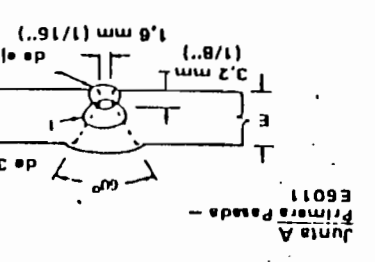 Junta A
Primera Pasada –
E6011
60°
E
1
3,2 mm
(1/8")
1,6 mm (1/16")